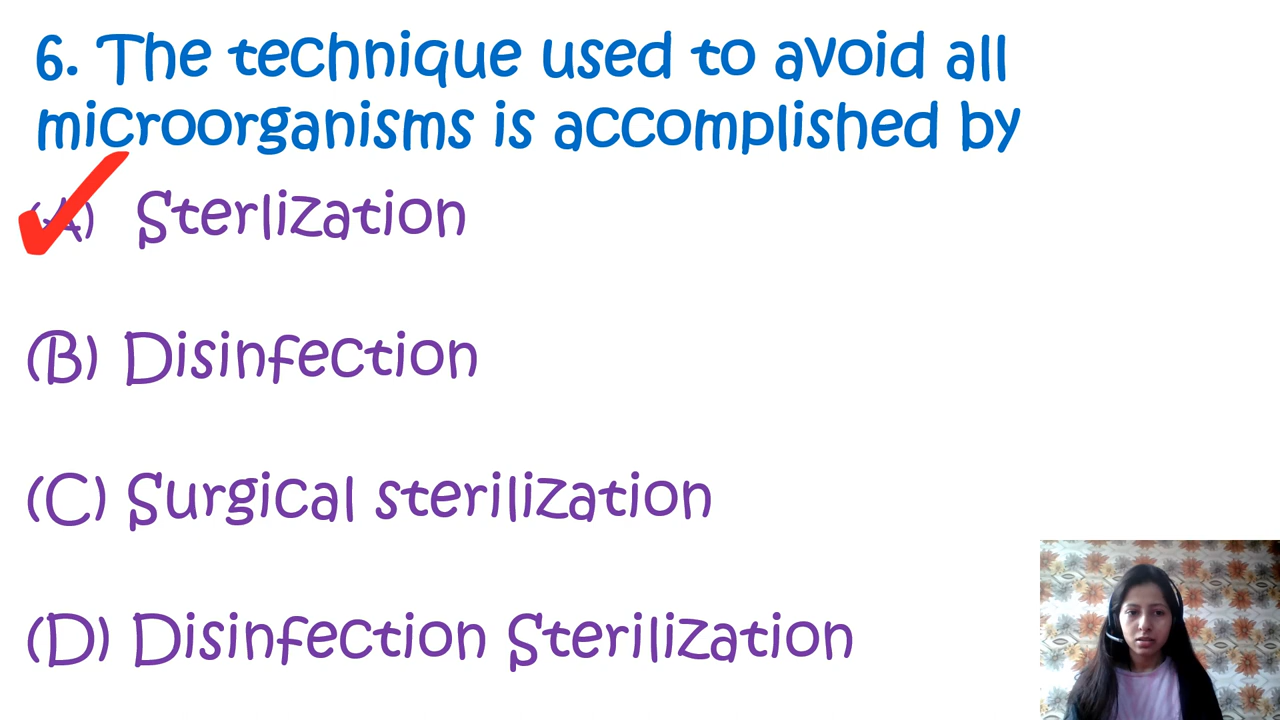 6. The technique used to avoid all
microorganisms is accomplished by
(A) Sterlization
(B) Disinfection
(C) Surgical sterilization
(D) Disinfection Sterilization